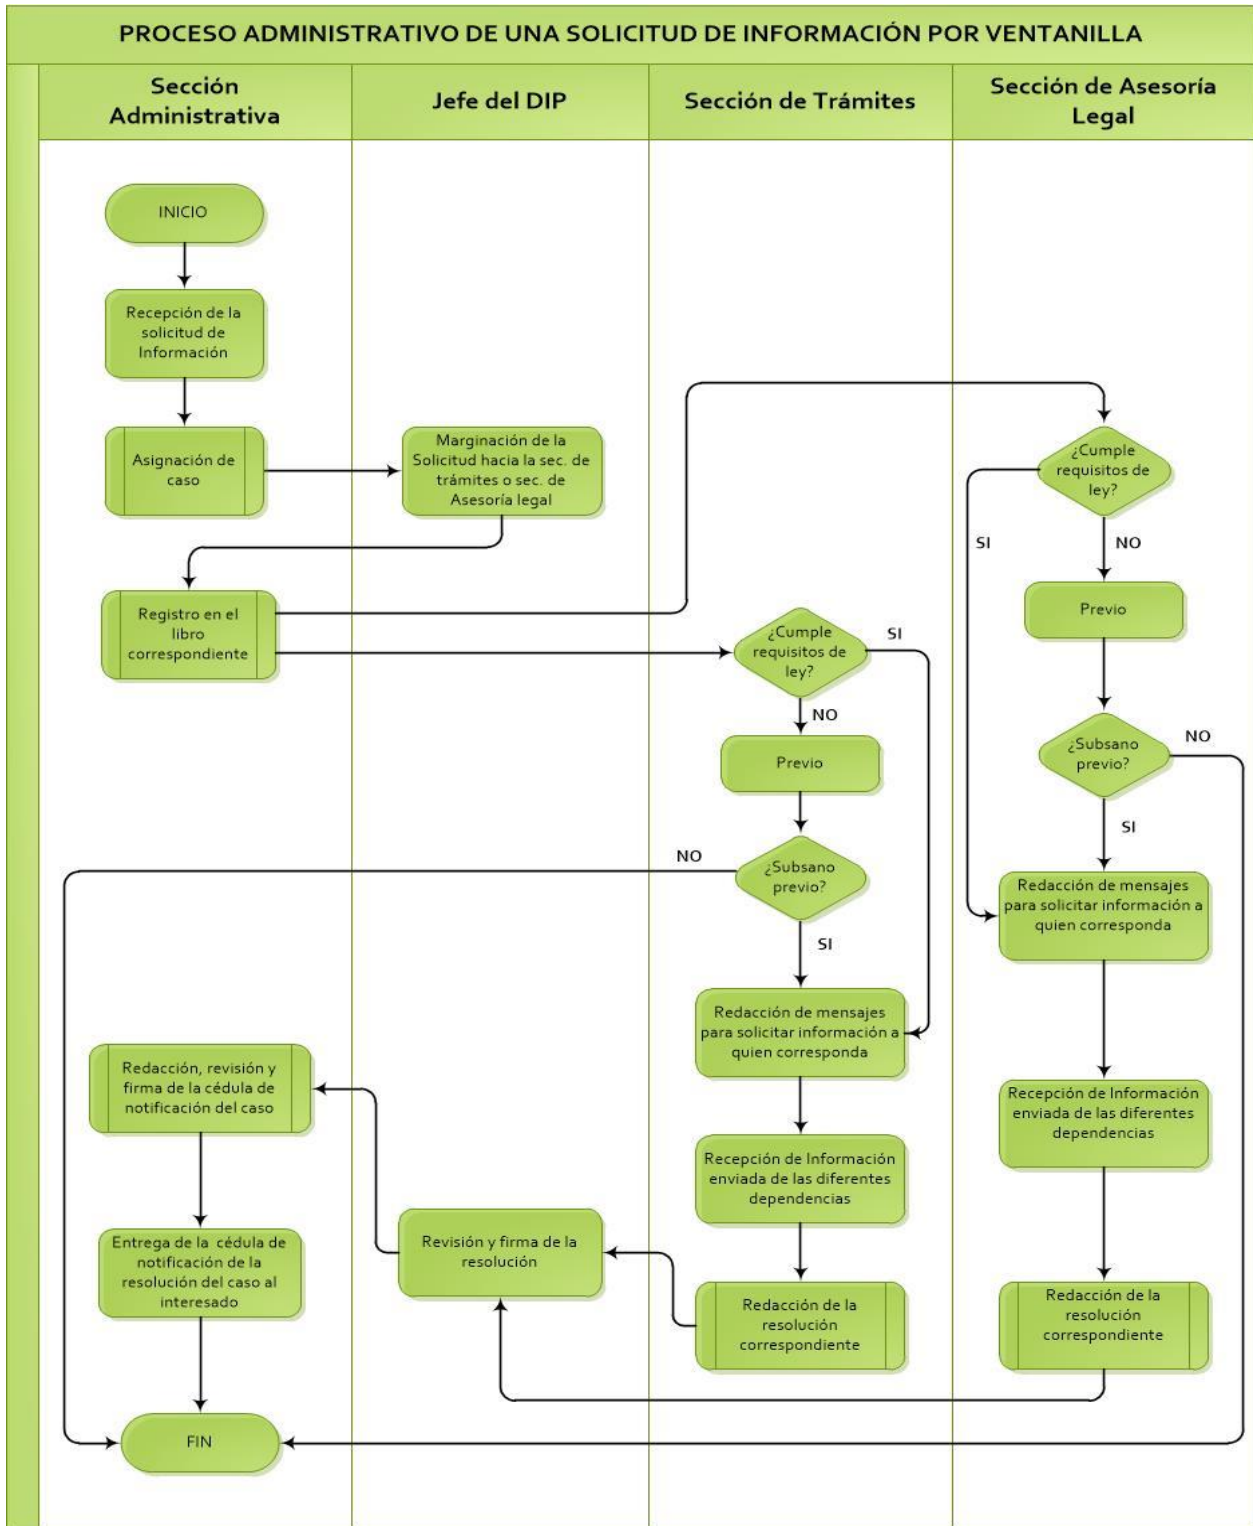 PROCESO ADMINISTRATIVO DE UNA SOLICITUD DE INFORMACIÓN POR VENTANILLA
Sección
Administrativa
Jefe del DIP
Sección de Trámites
Sección de Asesoría
Legal
INICIO
Recepción de la
solicitud de
Información
Asignación de
caso
Marginación de la
Solicitud hacia la sec. de
trámites o sec. de
Asesoría legal
Registro en el
libro
correspondiente
¿Cumple
requisitos de
ley?
SI
NO
Previo
¿Subsano
previo?
NO
SI
Redacción de mensajes
para solicitar información a
quien corresponda
Recepción de Información
enviada de las diferentes
dependencias
Redacción de la
resolución
correspondiente
¿Cumple
requisitos de
ley?
SI
NO
Previo
¿Subsano
previo?
NO
SI
Redacción de mensajes
para solicitar información a
quien corresponda
Recepción de Información
enviada de las diferentes
dependencias
Redacción de la
resolución
correspondiente
Revisión y firma de la
resolución
Redacción, revisión y
firma de la cédula de
notificación del caso
Entrega de la cédula de
notificación de la
resolución del caso al
interesado
FIN